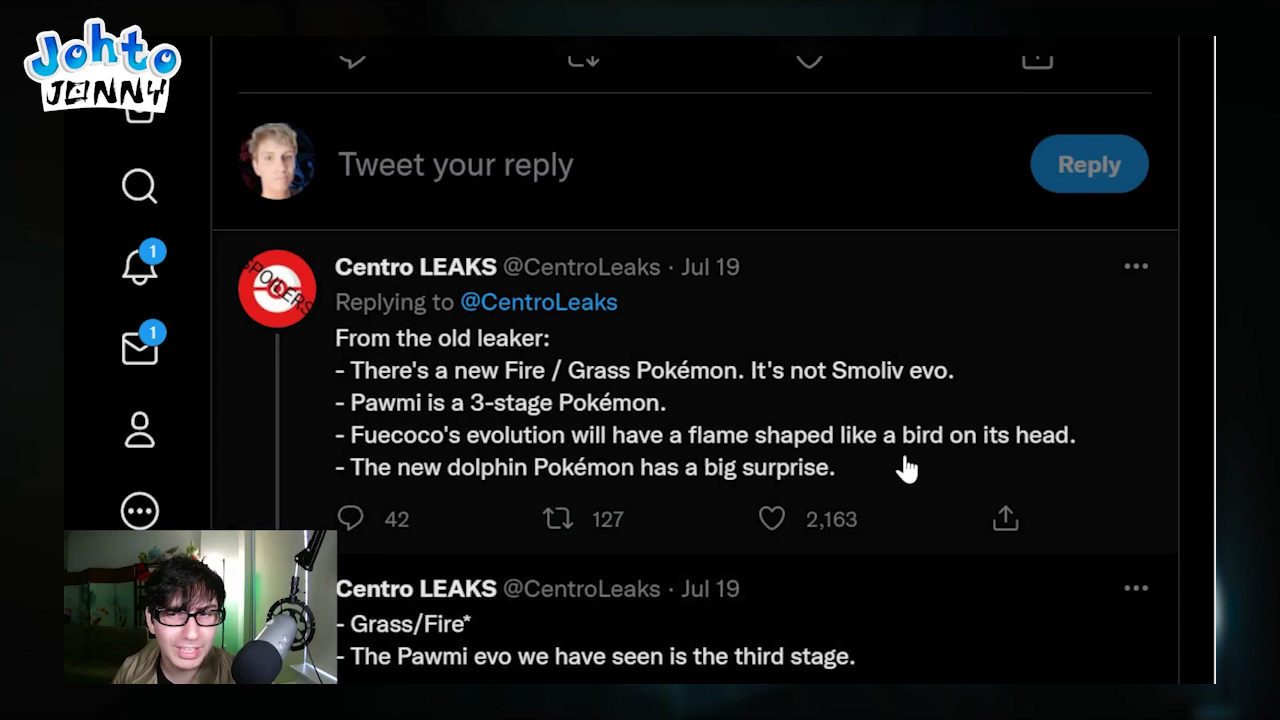 Johto
JONNY
Tweet your reply
Reply
1
Centro LEAKS @CentroLeaks · Jul 19
SPOILERS
Replying to @CentroLeaks
From the old leaker:
- There's a new Fire / Grass Pokémon. It's not Smoliv evo.
1
- Pawmi is a 3-stage Pokémon.
- Fuecoco's evolution will have a flame shaped like a bird on its head.
- The new dolphin Pokémon has a big surprise.
42 127 2,163
Centro LEAKS @CentroLeaks · Jul 19
- Grass/Fire*
- The Pawmi evo we have seen is the third stage.